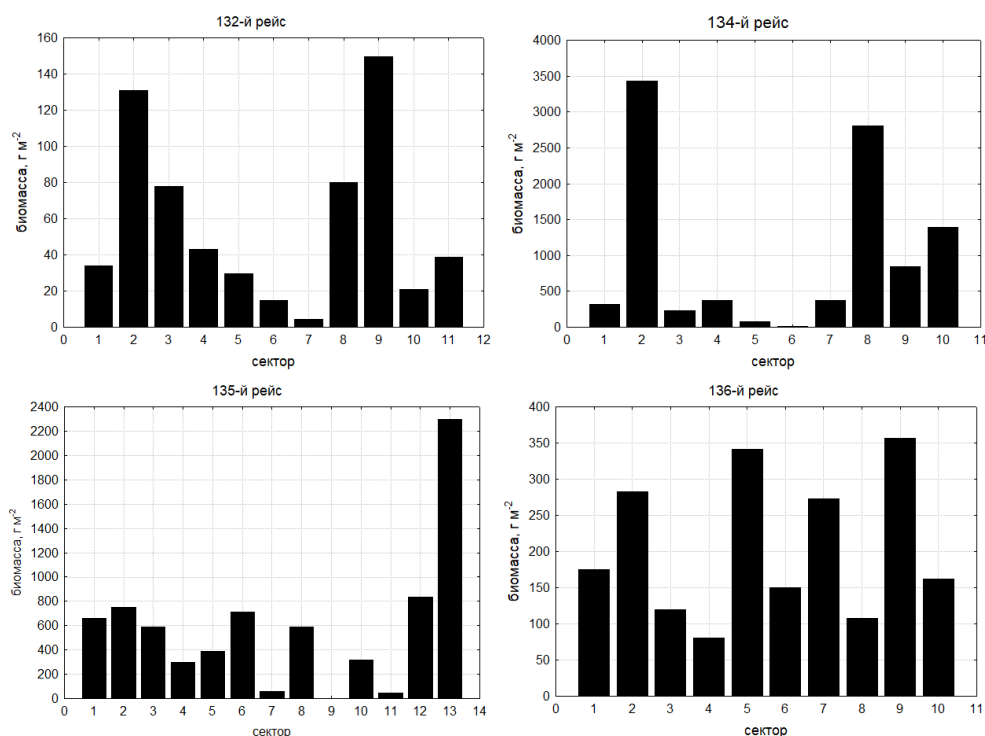 132-й рейс
160
140
120
100
80
60
40
20
0
биомасса, г м-2
0 1 2 3 4 5 6 7 8 9 10 11 12
сектор
134-й рейс
4000
3500
3000
2500
2000
1500
1000
500
0
биомасса, г м-2
0 1 2 3 4 5 6 7 8 9 10 11
сектор
135-й рейс
2400
2200
2000
1800
1600
1400
1200
1000
800
600
400
200
0
биомасса, г м-2
0 1 2 3 4 5 6 7 8 9 10 11 12 13 14
сектор
136-й рейс
400
350
300
250
200
150
100
50
0
биомасса, г м-2
0 1 2 3 4 5 6 7 8 9 10 11
сектор